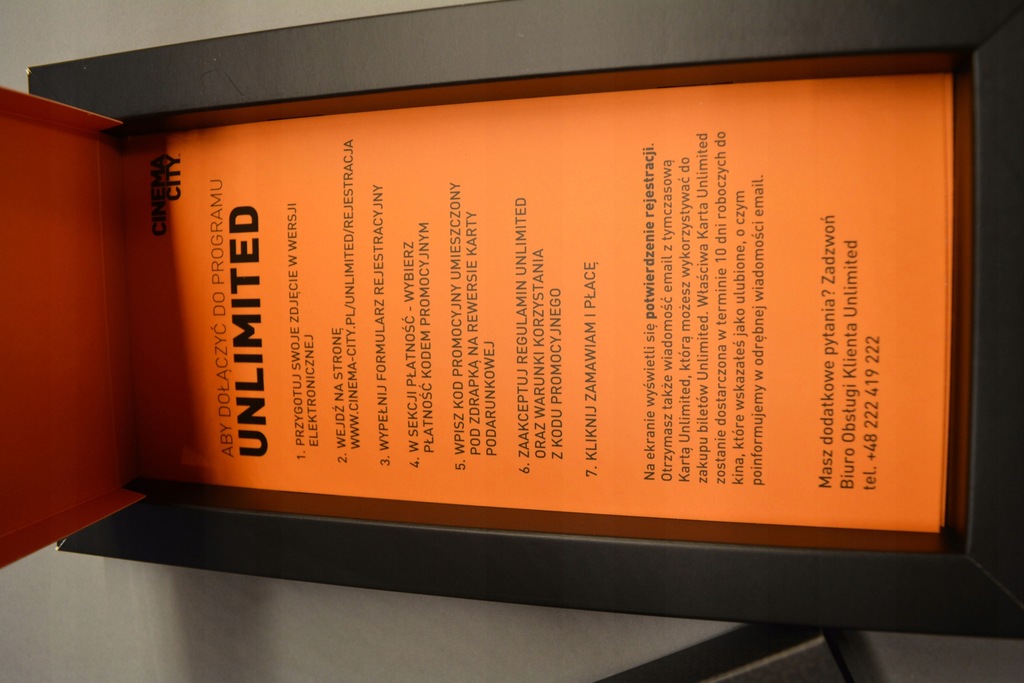 CINEMA
CITY
ABY DOŁĄCZYĆ DO PROGRAMU
UNLIMITED
1. PRZYGOTUJ SWOJE ZDJĘCIE W WERSJI
ELEKTRONICZNEJ
2. WEJDŹ NA STRONĘ
WWW.CINEMA-CITY.PL/UNLIMITED/REJESTRACJA
3. WYPEŁNIJ FORMULARZ REJESTRACYJNY
4. W SEKCJI PŁATNOŚĆ - WYBIERZ
PŁATNOŚĆ KODEM PROMOCYJNYM
5. WPISZ KOD PROMOCYJNY UMIESZCZONY
POD ZDRAPKĄ NA REWERSIE KARTY
PODARUNKOWEJ
6. ZAAKCEPTUJ REGULAMIN UNLIMITED
ORAZ WARUNKI KORZYSTANIA
Z KODU PROMOCYJNEGO
7. KLIKNIJ ZAMAWIAM I PŁACĘ
Na ekranie wyświetli się potwierdzenie rejestracji.
Otrzymasz także wiadomość email z tymczasową
Kartą Unlimited, którą możesz wykorzystywać do
zakupu biletów Unlimited. Właściwa Karta Unlimited
zostanie dostarczona w terminie 10 dni roboczych do
kina, które wskazałeś jako ulubione, o czym
poinformujemy w odrębnej wiadomości email.
Masz dodatkowe pytania? Zadzwoń
Biuro Obsługi Klienta Unlimited
tel. +48 222 419 222